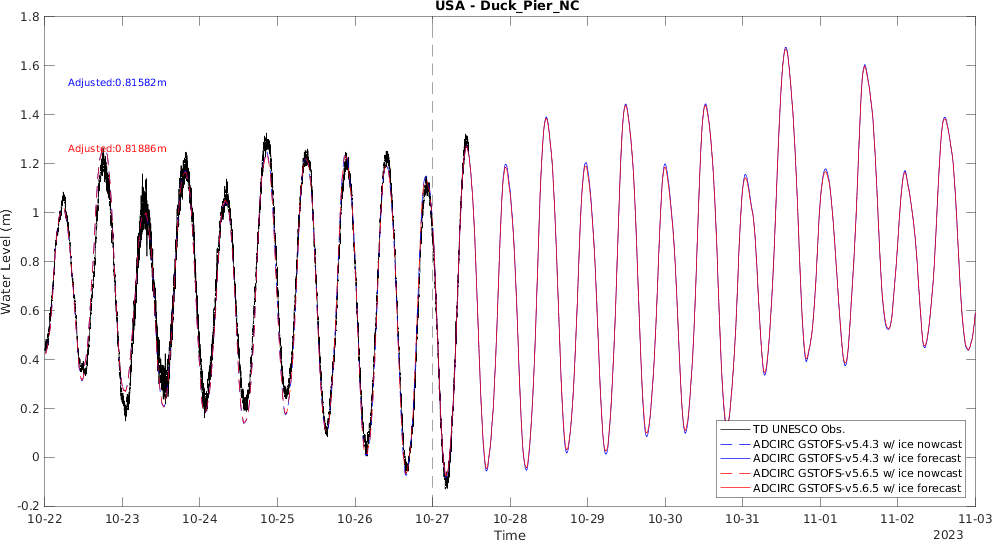 USA - Duck_Pier_NC
1.8
1.6
1.4
1.2
1
0.8
0.6
0.4
0.2
0
-0.2
Water Level (m)
Adjusted:0.81582m
Adjusted:0.81886m
TD UNESCO Obs.
ADCIRC GSTOFS-v5.4.3 w/ ice nowcast
ADCIRC GSTOFS-v5.4.3 w/ ice forecast
ADCIRC GSTOFS-v5.6.5 w/ ice nowcast
ADCIRC GSTOFS-v5.6.5 w/ ice forecast
10-22 10-23 10-24 10-25 10-26 10-27 10-28 10-29 10-30 10-31 11-01 11-02 11-03
Time
2023